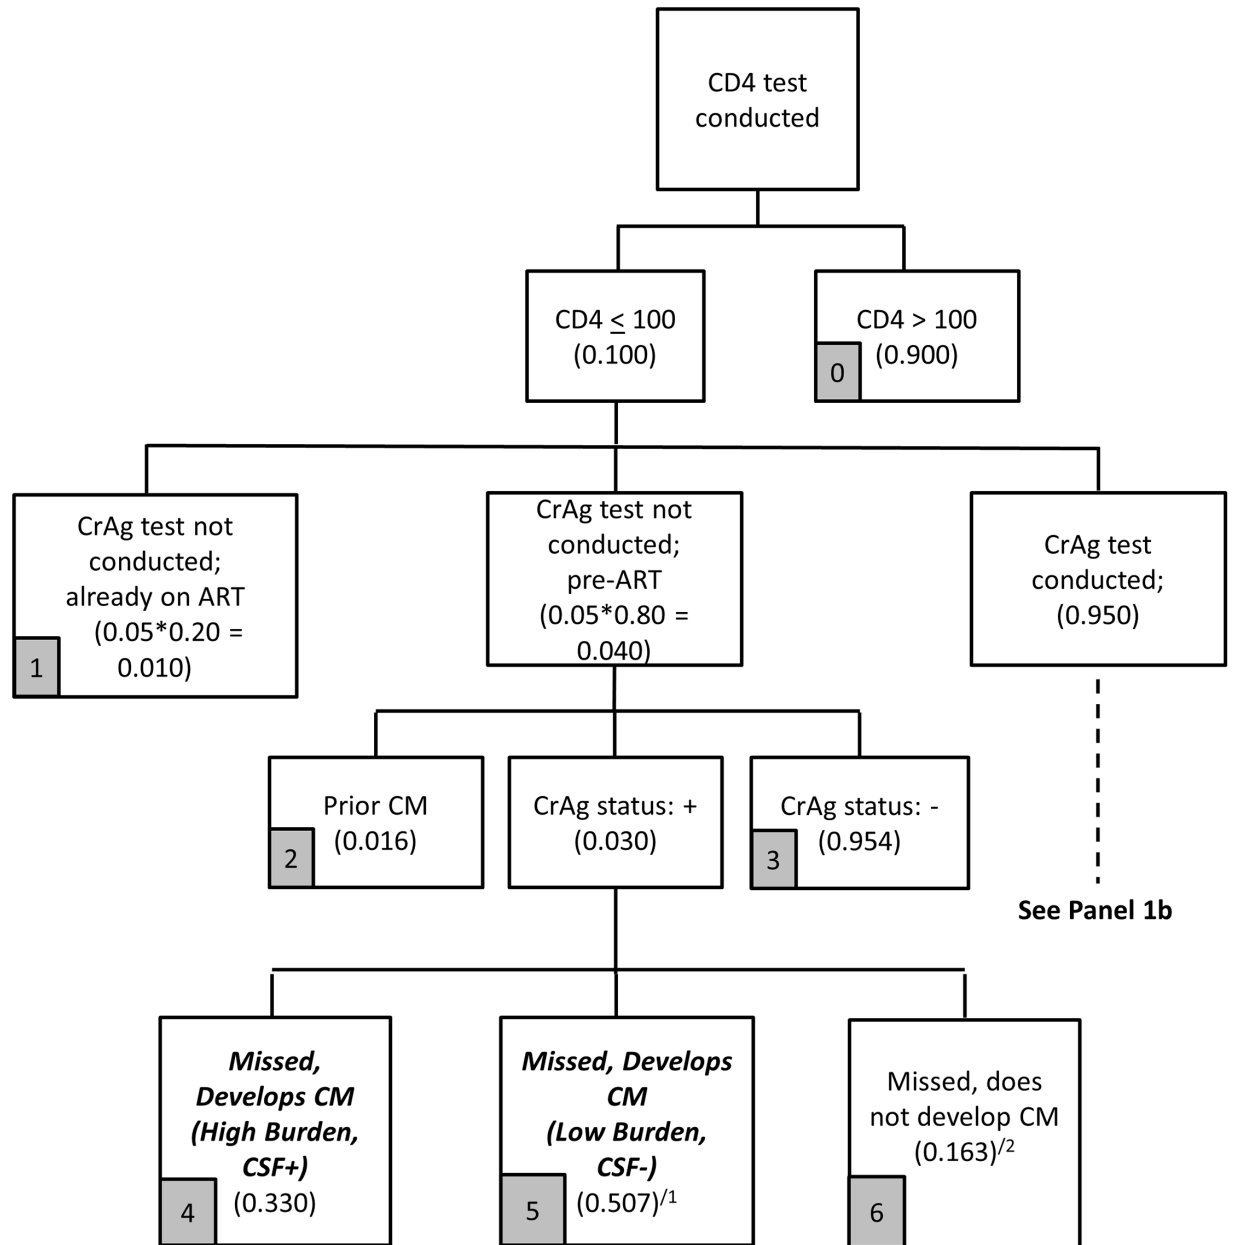 CD4 test
conducted
CD4 ≤ 100
(0.100)
CD4 > 100
(0.900)
0
CrAg test not
conducted;
already on ART
(0.05*0.20 =
0.010)
1
CrAg test not
conducted;
pre-ART
(0.05*0.80 =
0.040)
CrAg test
conducted;
(0.950)
Prior CM
(0.016)
2
CrAg status: +
(0.030)
CrAg status: -
(0.954)
3
See Panel 1b
Missed,
Develops CM
(High Burden,
CSF+)
(0.330)
4
Missed, Develops
CM
(Low Burden,
CSF-)
(0.507)/1
5
Missed, does
not develop CM
(0.163)/2
6